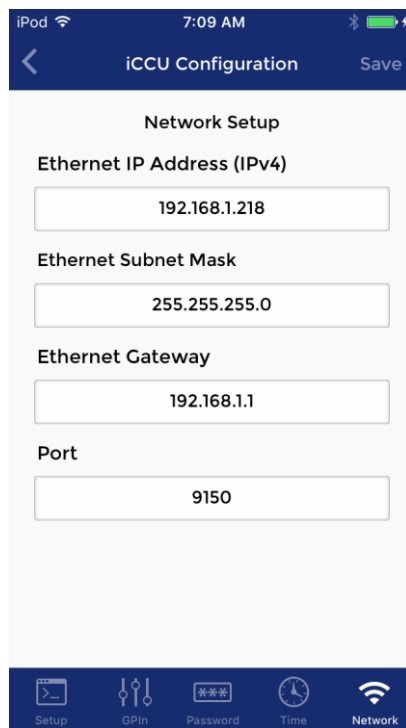 iPod 7:09 AM
iCCU Configuration Save
Network Setup
Ethernet IP Address (IPv4)
192.168.1.218
Ethernet Subnet Mask
255.255.255.0
Ethernet Gateway
192.168.1.1
Port
9150
Setup GPIn Password Time Network